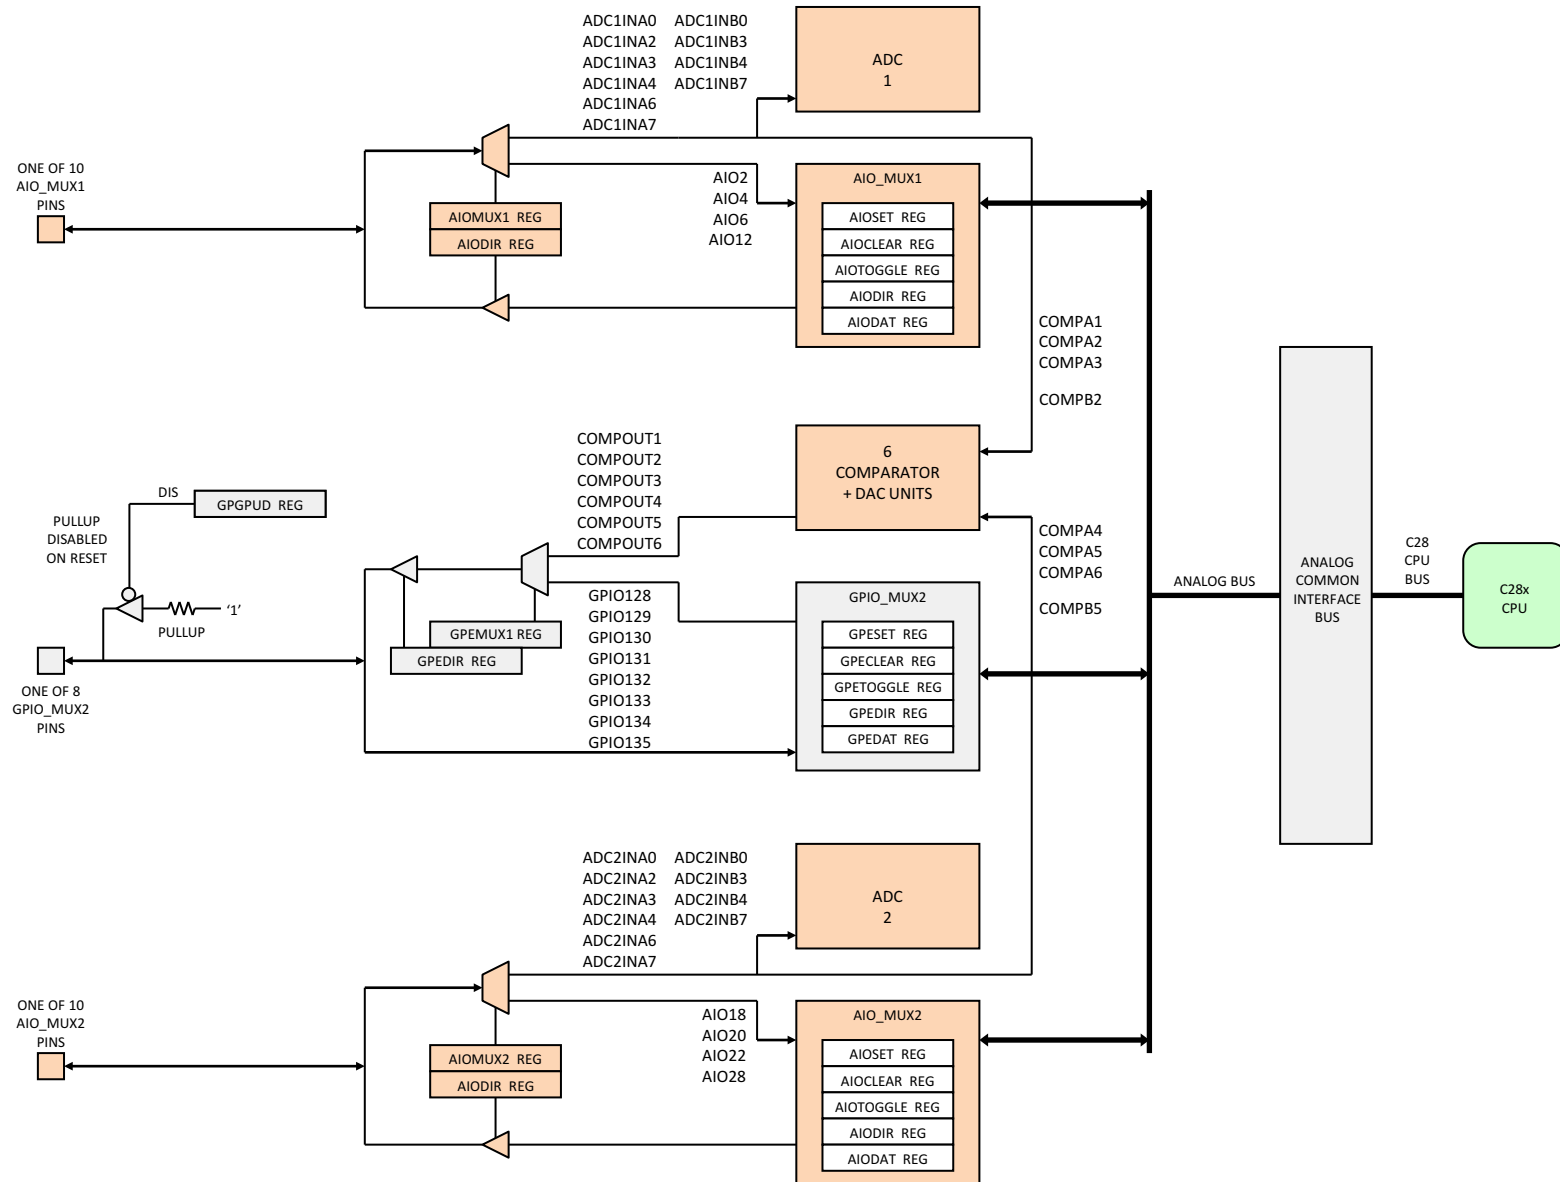 ADC1INA0 ADC1INB0
ADC1INA2 ADC1INB3
ADC1INA3 ADC1INB4
ADC1INA4 ADC1INB7
ADC1INA6
ADC1INA7
ADC
1
ONE OF 10
AIO_MUX1
PINS
AIOMUX1 REG
AIODIR REG
AIO2
AIO4
AIO6
AIO12
AIO_MUX1
AIOSET REG
AIOCLEAR REG
AIOTOGGLE REG
AIODIR REG
AIODAT REG
COMPA1
COMPA2
COMPA3
COMPB2
COMPOUT1
COMPOUT2
COMPOUT3
COMPOUT4
COMPOUT5
COMPOUT6
6
COMPARATOR
+ DAC UNITS
DIS
GPGPUD REG
PULLUP
DISABLED
ON RESET
'1'
PULLUP
ONE OF 8
GPIO_MUX2
PINS
GPEMUX1 REG
GPEDIR REG
GPIO128
GPIO129
GPIO130
GPIO131
GPIO132
GPIO133
GPIO134
GPIO135
GPIO_MUX2
GPESET REG
GPECLEAR REG
GPETOGGLE REG
GPEDIR REG
GPEDAT REG
COMPA4
COMPA5
COMPA6
COMPB5
ANALOG BUS
ANALOG
COMMON
INTERFACE
BUS
C28
CPU
BUS
C28x
CPU
ADC2INA0 ADC2INB0
ADC2INA2 ADC2INB3
ADC2INA3 ADC2INB4
ADC2INA4 ADC2INB7
ADC2INA6
ADC2INA7
ADC
2
ONE OF 10
AIO_MUX2
PINS
AIOMUX2 REG
AIODIR REG
AIO18
AIO20
AIO22
AIO28
AIO_MUX2
AIOSET REG
AIOCLEAR REG
AIOTOGGLE REG
AIODIR REG
AIODAT REG